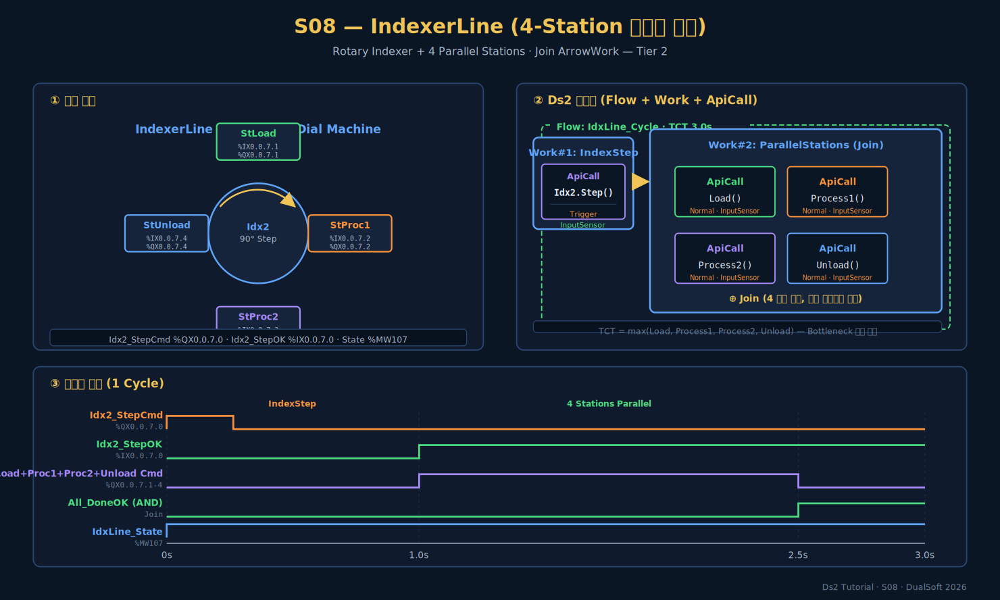 S08 — IndexerLine (4-Station
Rotary Indexer + 4 Parallel Stations · Join ArrowWork — Tier 2
①
IndexerLine
Dial Machine
StLoad
%IX0.0.7.1
%QX0.0.7.1
StUnload
%IX0.0.7.4
%QX0.0.7.4
Idx2
90° Step
StProc1
%IX0.0.7.2
%QX0.0.7.2
StProc2
Idx2_StepCmd %QX0.0.7.0 · Idx2_StepOK %IX0.0.7.0 · State %MW107
② Ds2 (Flow + Work + ApiCall)
Flow: IdxLine_Cycle · TCT 3.0s
Work#1: IndexStep
ApiCall
Idx2.Step()
Trigger
InputSensor
Work#2: ParallelStations (Join)
ApiCall
Load()
Normal · InputSensor
ApiCall
Process1()
Normal · InputSensor
ApiCall
Process2()
Normal · InputSensor
ApiCall
Unload()
Normal · InputSensor
⊕ Join (4
TCT = max(Load, Process1, Process2, Unload) — Bottleneck
③ (1 Cycle)
IndexStep
4 Stations Parallel
Idx2_StepCmd
%QX0.0.7.0
Idx2_StepOK
%IX0.0.7.0
oad+Proc1+Proc2+Unload Cmd
%QX0.0.7.1-4
All_DoneOK (AND)
Join
IdxLine_State
%MW107
0s
1.0s
2.5s
3.0s
Ds2 Tutorial · S08 · DualSoft 2026